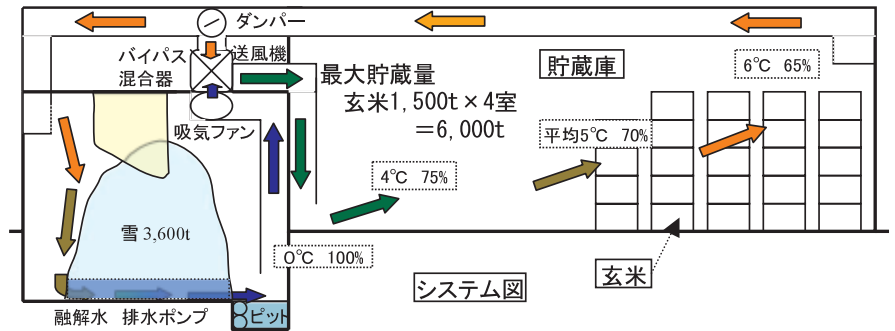 ダンパー
バイパス
混合器
送風機
吸気ファン
最大貯蔵量
玄米1,500t×4室
＝6,000t
貯蔵庫
6℃ 65%
平均5℃ 70%
4℃ 75%
0℃ 100%
雪 3,600t
玄米
システム図
融解水 排水ポンプ
ピット